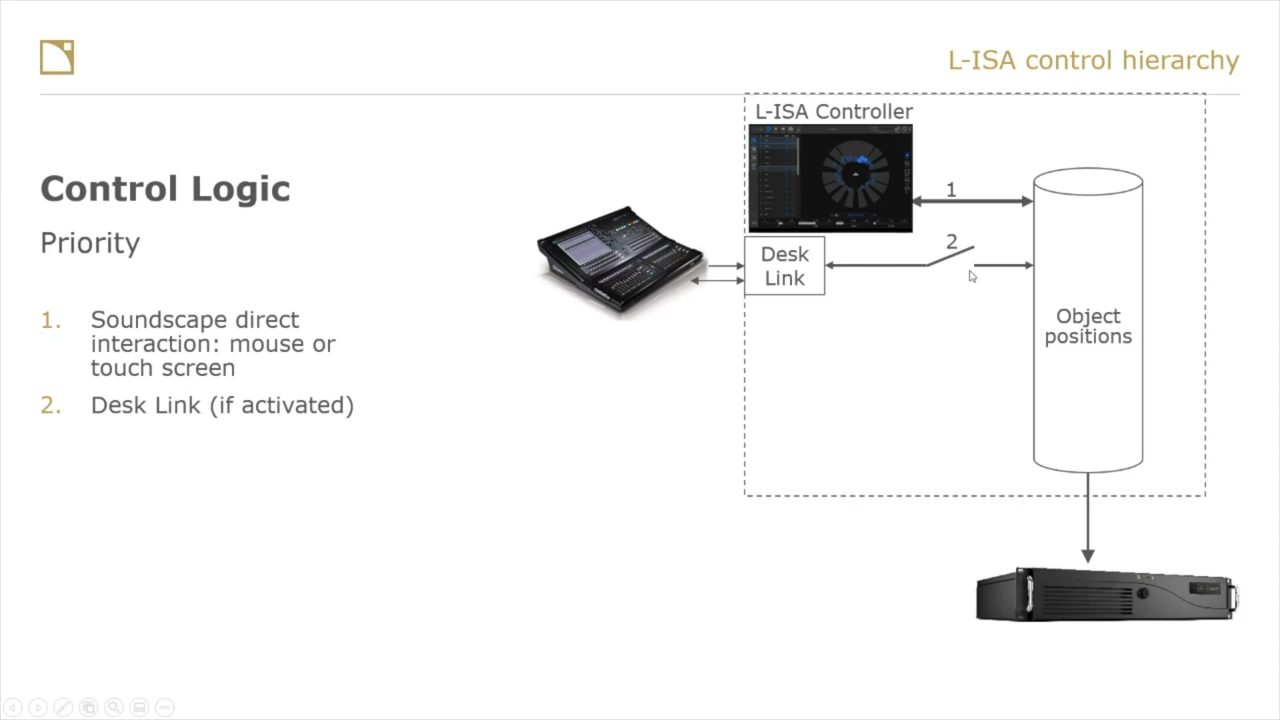 L-ISA control hierarchy
L-ISA Controller
Control Logic
Priority
1. Soundscape direct
interaction: mouse or
touch screen
2. Desk Link (if activated)
1
2
Desk
Link
Object
positions